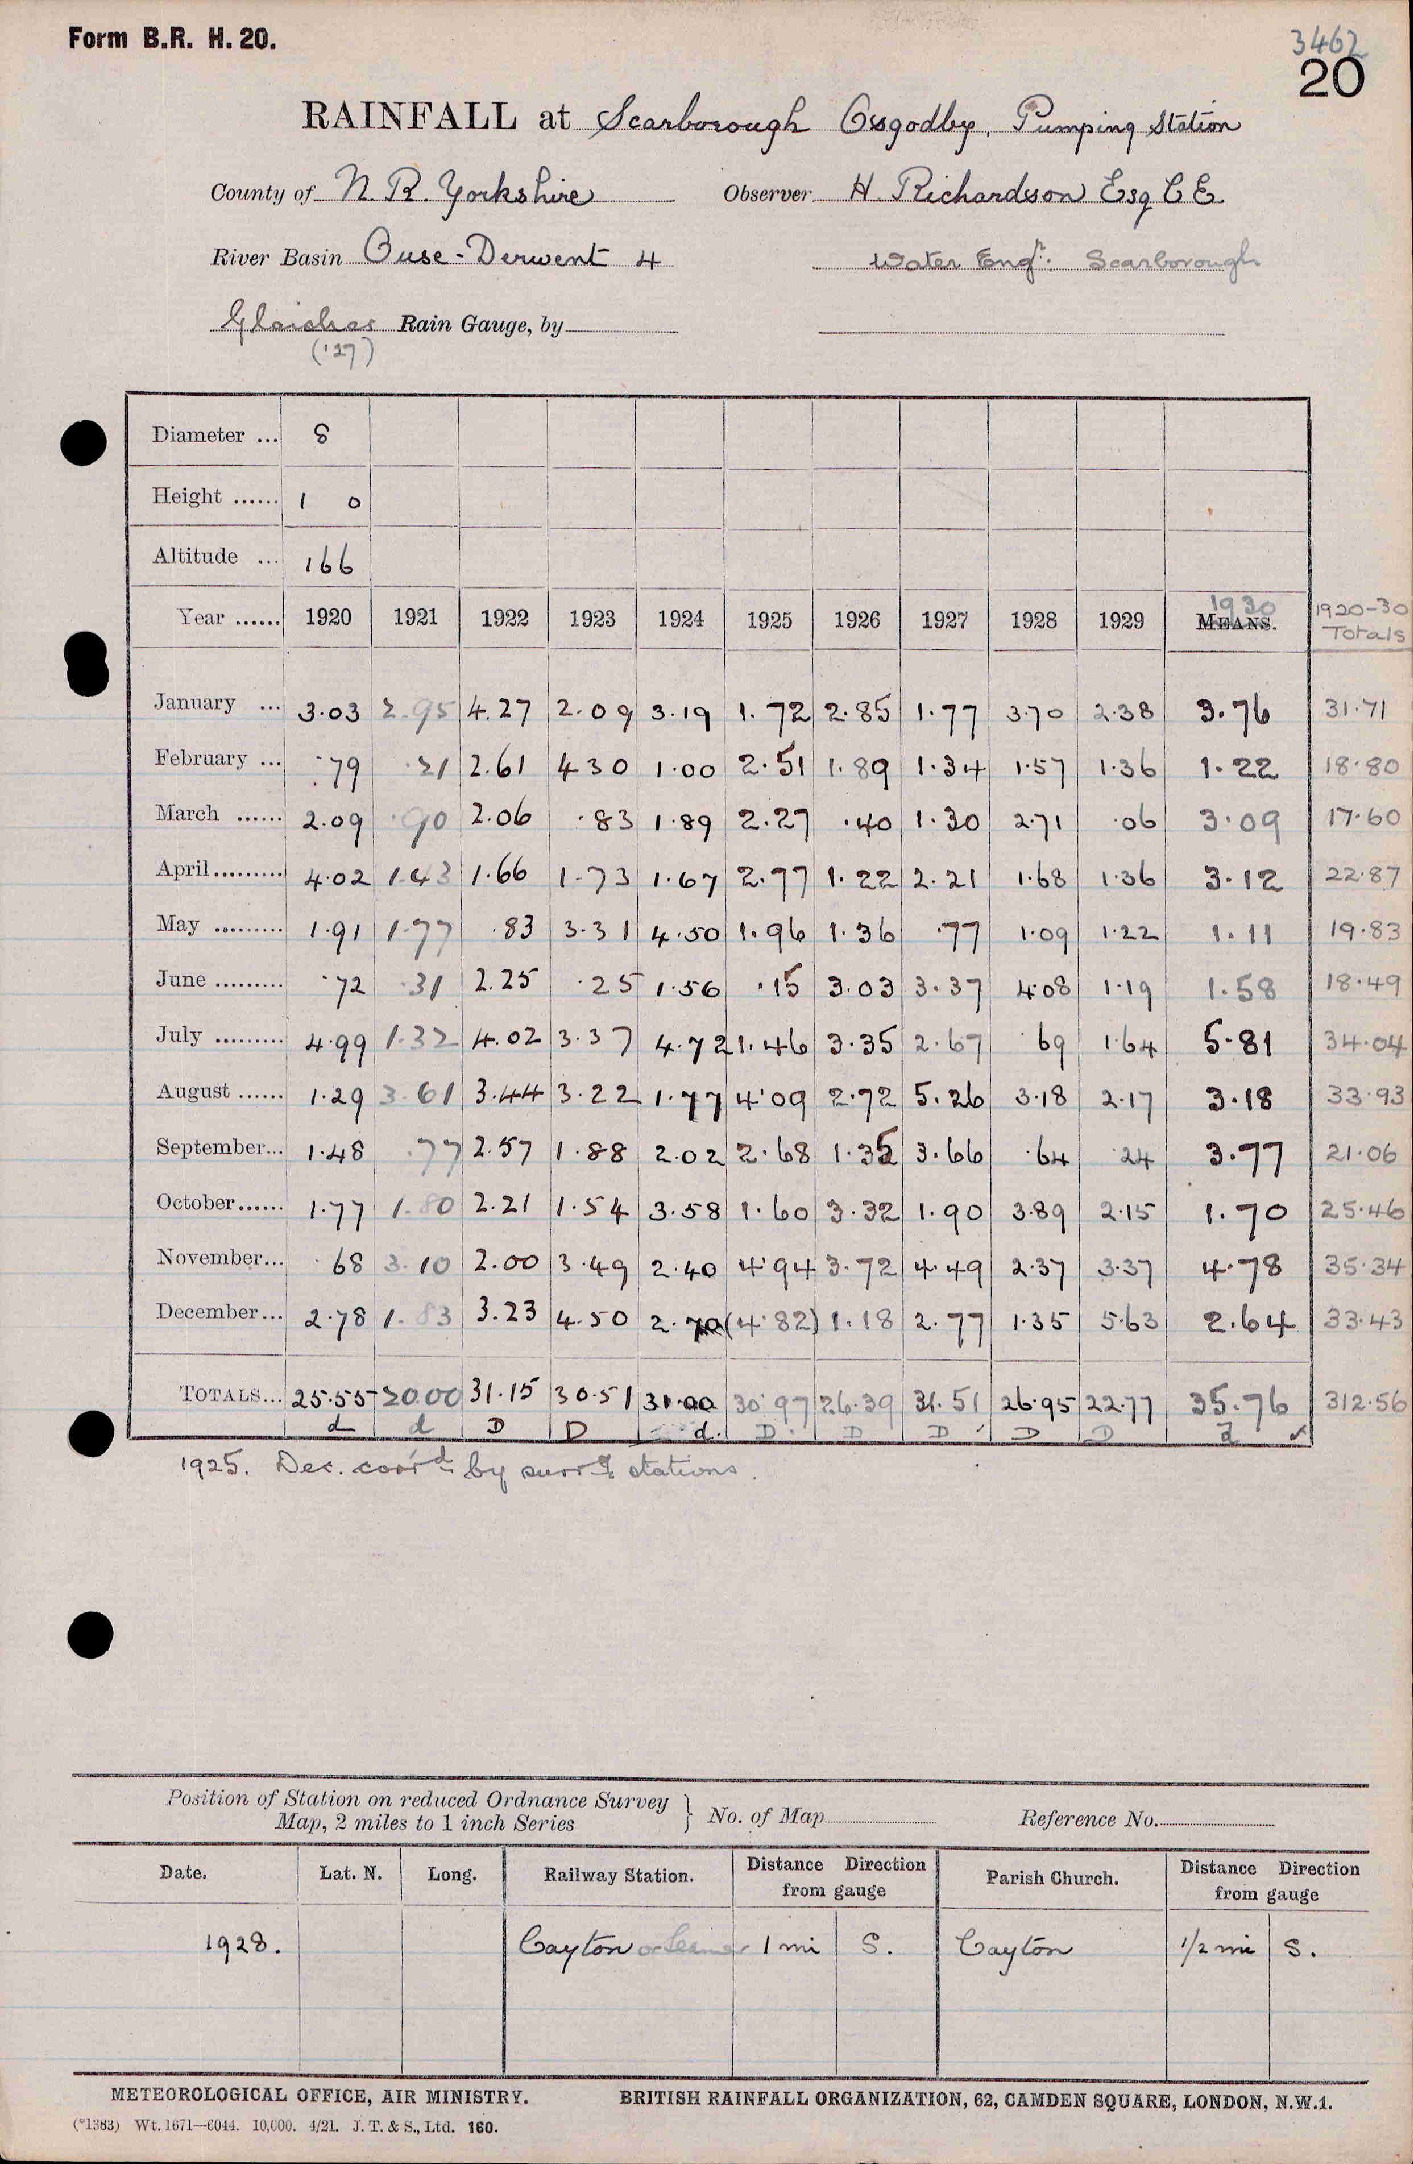 Form B.R. H. 20.
3462
20
RAINFALL at Scarborough Osgodby, Pumping Station
County of N. R. Yorkshire Observer H. Richardson Esq C E
River Basin Ouse - Derwent 4 Water Engr. Scarborough
Rain Gauge, by
('27)
Diameter ... 8
Height ...... 1 0
Altitude ... 166
Year ...... 1920 1921 1922 1923 1924 1925 1926 1927 1928 1929 1930 MEANS. 1920-30 Totals
January ... 3.03 2.95 4.27 2.09 3.19 1.72 2.85 1.77 3.70 2.38 3.76 31.71
February ... .79 .21 2.61 4 30 1.00 2.51 1.89 1.34 1.57 1.36 1.22 18.80
March ...... 2.09 .90 2.06 .83 1.89 2.27 .40 1.30 2.71 .06 3.09 17.60
April ......... 4.02 1.43 1.66 1.73 1.67 2.77 1.22 2.21 1.68 1.36 3.12 22.87
May ......... 1.91 1.77 .83 3.31 4.50 1.96 1.36 .77 1.09 1.22 1.11 19.83
June ......... .72 .31 2.25 .25 1.56 .15 3.03 3.37 4.08 1.19 1.58 18.49
July ......... 4.99 1.32 4.02 3.37 4.72 1.46 3.35 2.67 .69 1.64 5.81 34.04
August ...... 1.29 3.61 3.44 3.22 1.77 4.09 2.72 5.26 3.18 2.17 3.18 33.93
September... 1.48 .77 2.57 1.88 2.02 2.68 1.35 3.66 .64 .24 3.77 21.06
October...... 1.77 1.80 2.21 1.54 3.58 1.60 3.32 1.90 3.89 2.15 1.70 25.46
November... .68 3.10 2.00 3.49 2.40 4.94 3.72 4.49 2.37 3.37 4.78 35.34
December... 2.78 1.83 3.23 4.50 2.70 (4.82) 1.18 2.77 1.35 5.63 2.64 33.43
TOTALS... 25.55 20.00 31.15 30.51 31.00 30.97 26.39 31.51 26.95 22.77 35.76 312.56
d d D D d. D. D D D D d ✓
1925. Dec. corrd by surrg stations.
Position of Station on reduced Ordnance Survey
Map, 2 miles to 1 inch Series } No. of Map Reference No.
Date. Lat. N. Long. Railway Station. Distance Direction from gauge Parish Church. Distance Direction from gauge
1928. Cayton or Seamer 1 mi S. Cayton 1/2 mi S.
METEOROLOGICAL OFFICE, AIR MINISTRY. BRITISH RAINFALL ORGANIZATION, 62, CAMDEN SQUARE, LONDON, N.W.1.
(*1383) Wt. 1671—6044. 10,000. 4/21. J. T. & S., Ltd. 160.